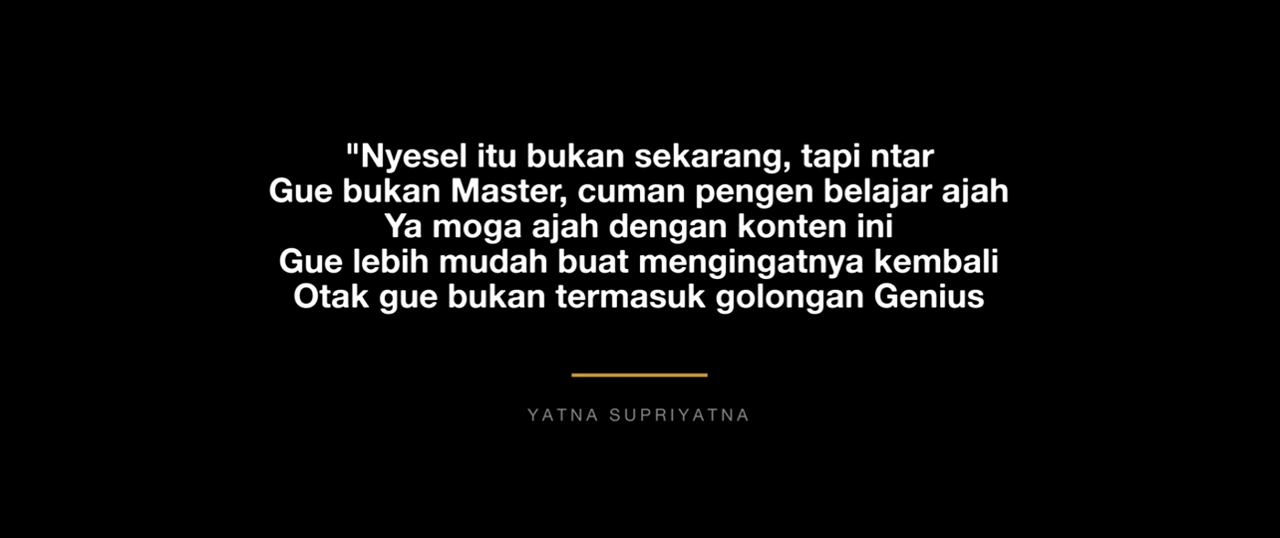 "Nyesel itu bukan sekarang, tapi ntar
Gue bukan Master, cuman pengen belajar ajah
Ya moga ajah dengan konten ini
Gue lebih mudah buat mengingatnya kembali
Otak gue bukan termasuk golongan Genius
YATNA SUPRIYATNA